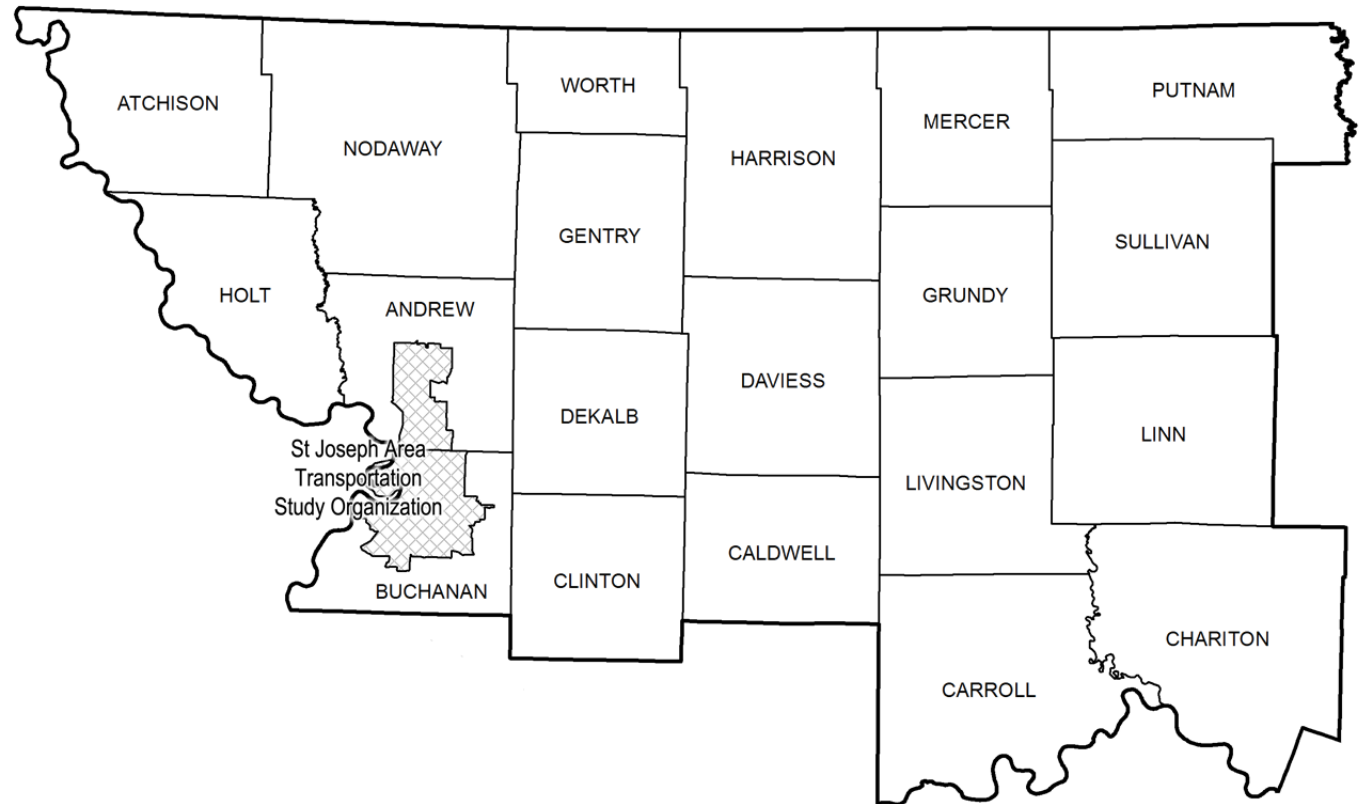 ATCHISON
NODAWAY
WORTH
HARRISON
MERCER
PUTNAM
GENTRY
SULLIVAN
HOLT
ANDREW
GRUNDY
DAVIESS
DEKALB
LINN
St Joseph Area
Transportation
Study Organization
LIVINGSTON
CALDWELL
CLINTON
BUCHANAN
CHARITON
CARROLL